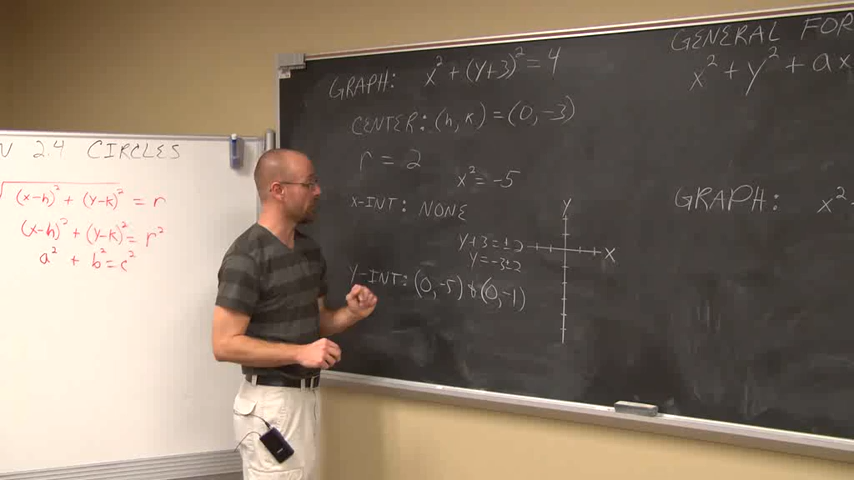 N 2.4 CIRCLES
√(x-h)² + (y-k)² = r
(x-h)² + (y-k)² = r²
a² + b² = c²
GRAPH: x² + (y+3)² = 4
CENTER: (h, k) = (0, -3)
r = 2
x² = -5
X-INT: NONE
y+3 = ±2
y = -3±2
Y-INT: (0, -5) & (0, -1)
Y
X
GENERAL FOR
x² + y² + ax
GRAPH: x²